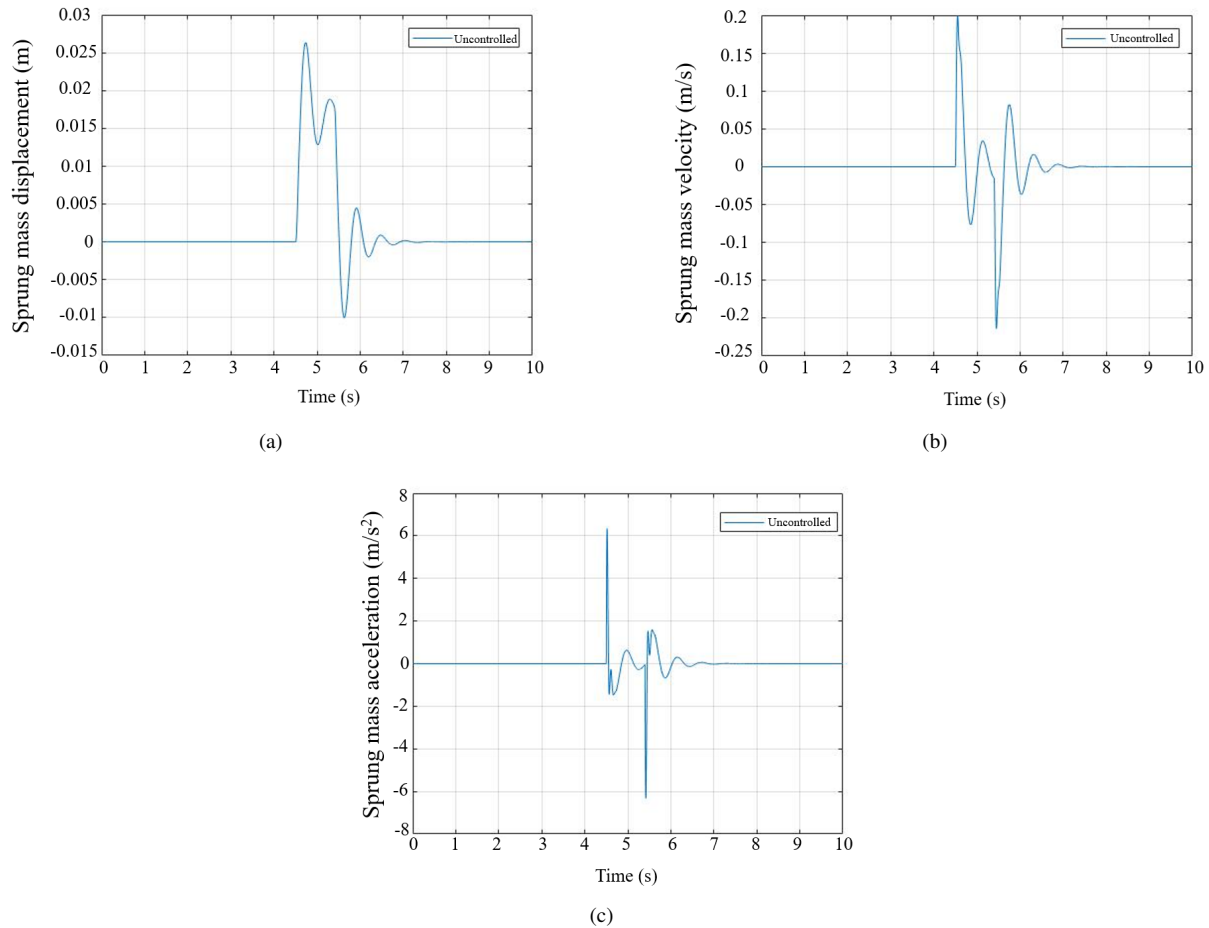 Sprung mass displacement (m)
0.03
0.025
0.02
0.015
0.01
0.005
0
-0.005
-0.01
-0.015
Uncontrolled
0 1 2 3 4 5 6 7 8 9 10
Time (s)
(a)
Sprung mass velocity (m/s)
0.2
0.15
0.1
0.05
0
-0.05
-0.1
-0.15
-0.2
-0.25
Uncontrolled
0 1 2 3 4 5 6 7 8 9 10
Time (s)
(b)
Sprung mass acceleration (m/s²)
8
6
4
2
0
-2
-4
-6
-8
Uncontrolled
0 1 2 3 4 5 6 7 8 9 10
Time (s)
(c)